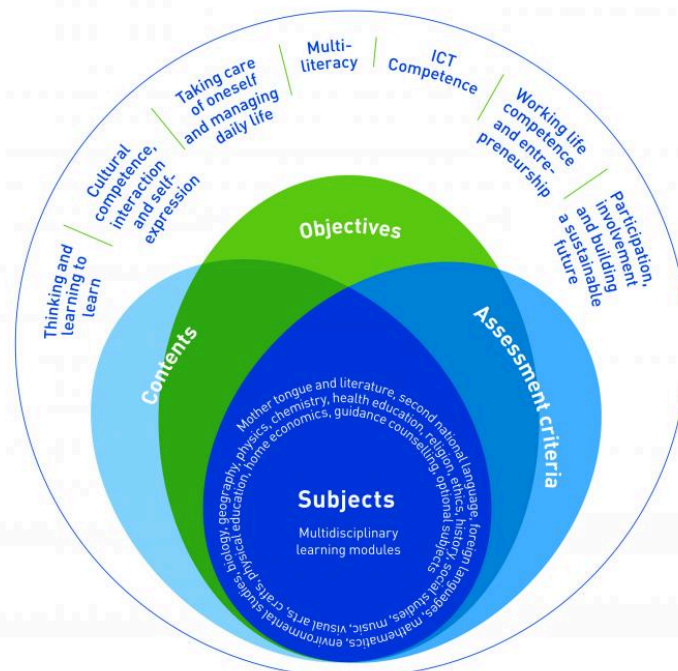 Thinking and
learning to
learn
Cultural
competence,
interaction
and self-
expression
Taking care
of oneself
and managing
daily life
Multi-
literacy
ICT
Competence
Working life
competence
and entre-
preneurship
Participation,
involvement
and building
a sustainable
future
Objectives
Contents
Assessment criteria
Mother tongue and literature, second national language, foreign languages, mathematics, environmental studies, biology, geography, physics, chemistry, health education, religion, ethics, history, social studies, music, visual arts, crafts, physical education, home economics, guidance counselling, optional subjects
Subjects
Multidisciplinary
learning modules